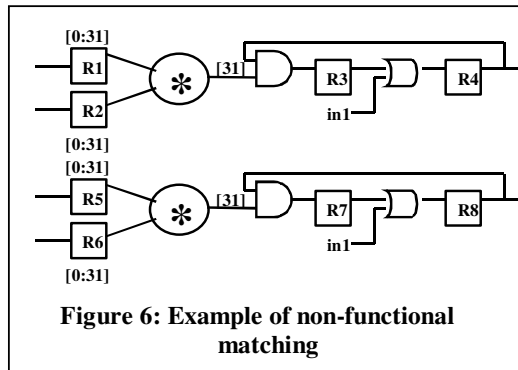 [0:31]
R1
*
[31]
R3
R4
R2
in1
[0:31]
[0:31]
R5
*
[31]
R7
R8
R6
in1
[0:31]
Figure 6: Example of non-functional
matching